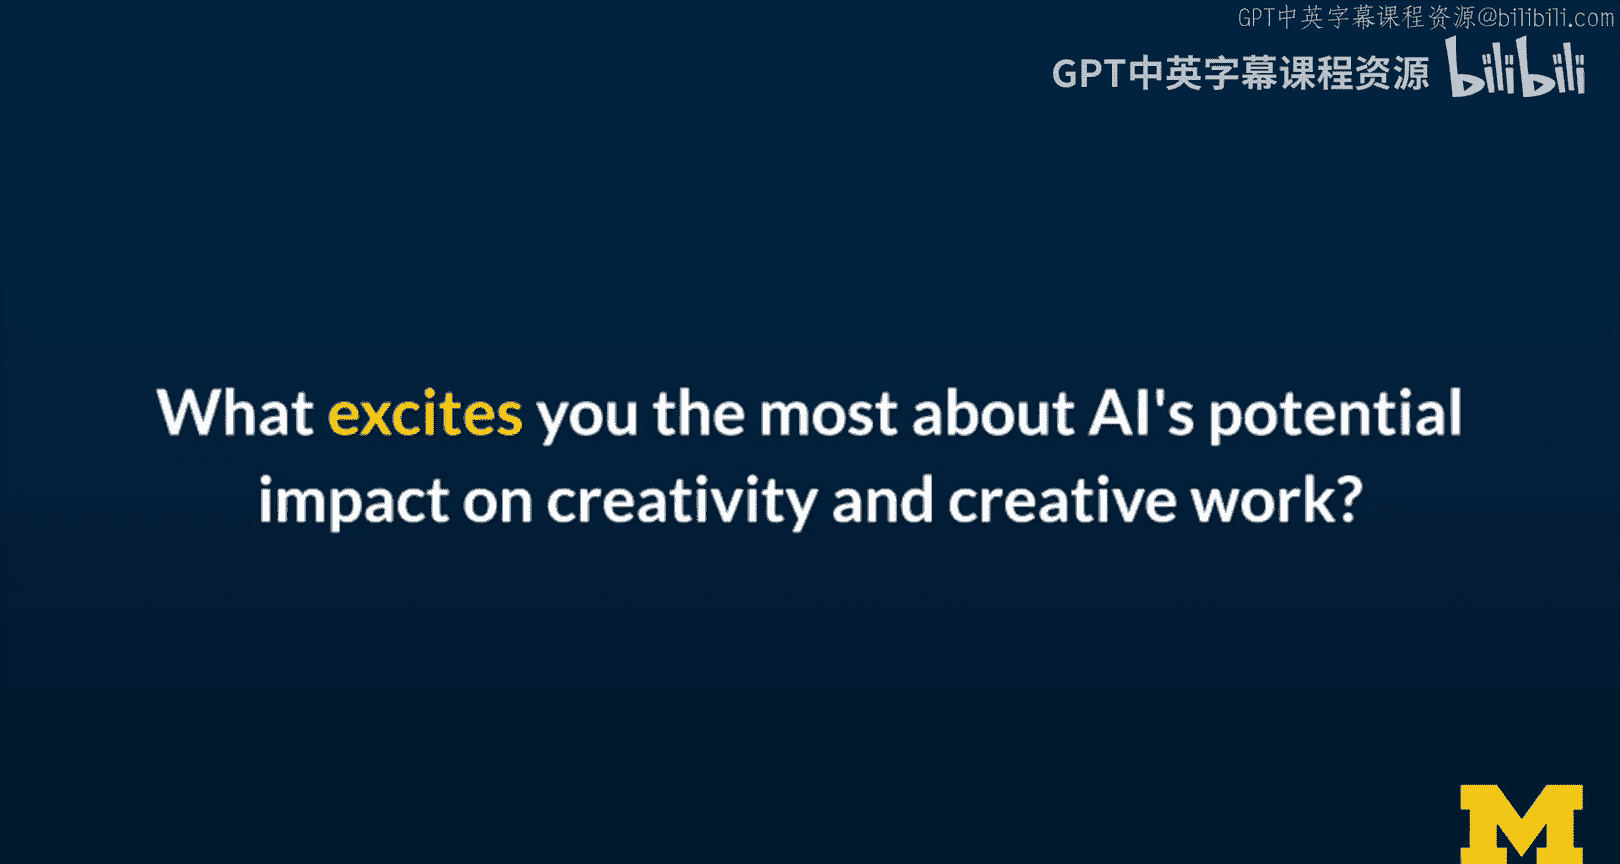 GPT中英字幕课程资源@bilibili.com
GPT中英字幕课程资源 bilibili
What excites you the most about AI's potential
impact on creativity and creative work?
M